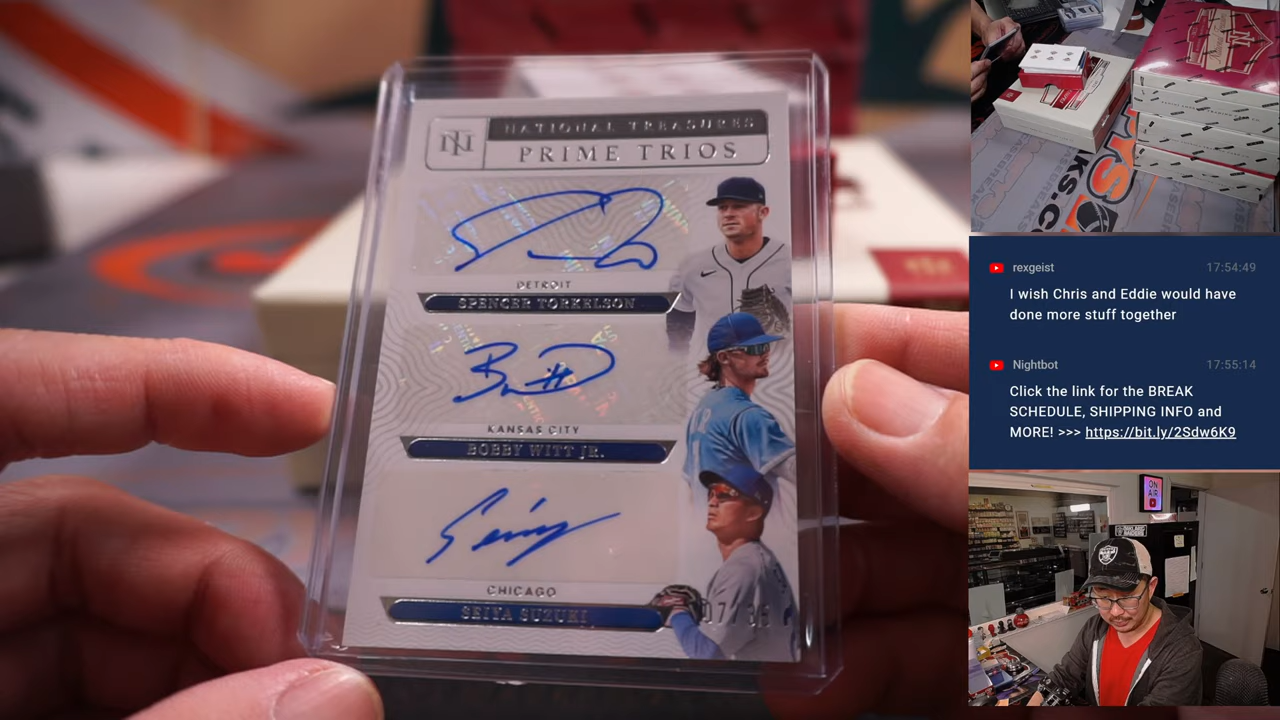 NATIONAL TREASURES
PRIME TRIOS
DETROIT
SPENCER TORKELSON
KANSAS CITY
BOBBY WITT JR.
CHICAGO
SEIYA SUZUKI
rexgeist 17:54:49
I wish Chris and Eddie would have
done more stuff together
Nightbot 17:55:14
Click the link for the BREAK
SCHEDULE, SHIPPING INFO and
MORE! >>> https://bit.ly/2Sdw6K9
ON
AIR